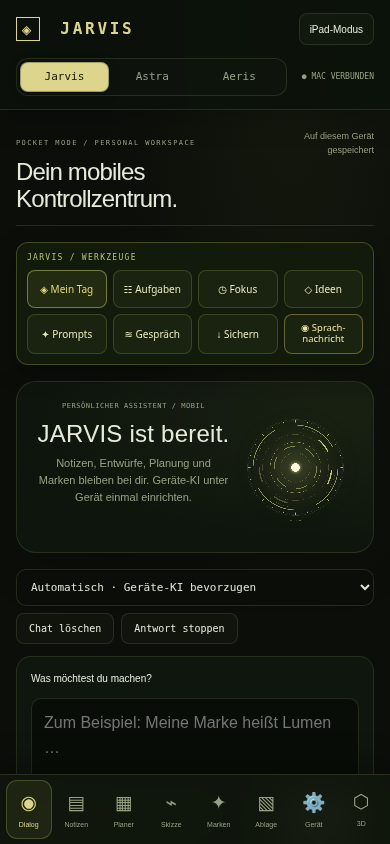 JARVIS
iPad-Modus
Jarvis Astra Aeris
MAC VERBUNDEN
Auf diesem Gerät
gespeichert
POCKET MODE / PERSONAL WORKSPACE
Dein mobiles
Kontrollzentrum.
JARVIS / WERKZEUGE
Mein Tag Aufgaben Fokus Ideen
Prompts Gespräch Sichern Sprach-
nachricht
PERSÖNLICHER ASSISTENT / MOBIL
JARVIS ist bereit.
Notizen, Entwürfe, Planung und
Marken bleiben bei dir. Geräte-KI unter
Gerät einmal einrichten.
Automatisch · Geräte-KI bevorzugen
Chat löschen Antwort stoppen
Was möchtest du machen?
Zum Beispiel: Meine Marke heißt Lumen
…
Dialog Notizen Planer Skizze Marken Ablage Gerät 3D